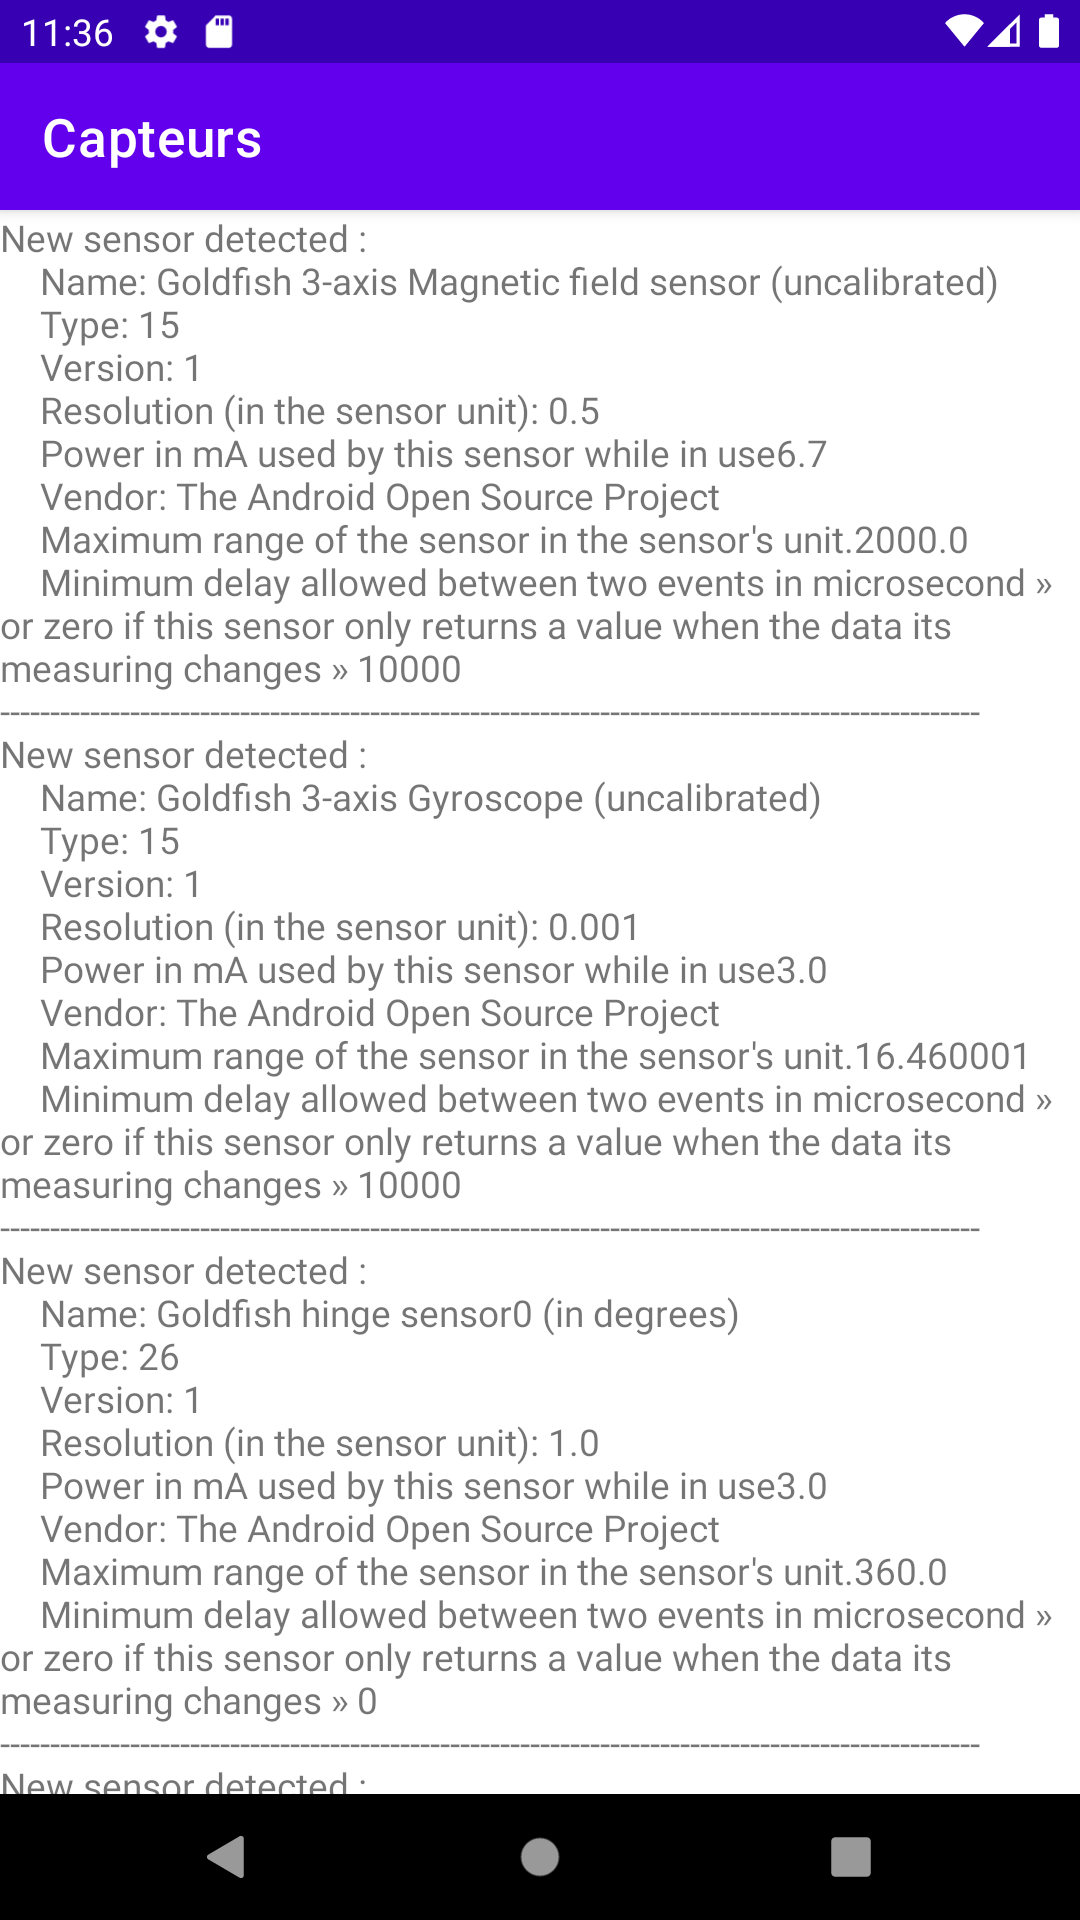 11:36
Capteurs
New sensor detected :
Name: Goldfish 3-axis Magnetic field sensor (uncalibrated)
Type: 15
Version: 1
Resolution (in the sensor unit): 0.5
Power in mA used by this sensor while in use6.7
Vendor: The Android Open Source Project
Maximum range of the sensor in the sensor's unit.2000.0
Minimum delay allowed between two events in microsecond »
or zero if this sensor only returns a value when the data its
measuring changes » 10000
--------------------------------------------------------------------------------------------------
New sensor detected :
Name: Goldfish 3-axis Gyroscope (uncalibrated)
Type: 15
Version: 1
Resolution (in the sensor unit): 0.001
Power in mA used by this sensor while in use3.0
Vendor: The Android Open Source Project
Maximum range of the sensor in the sensor's unit.16.460001
Minimum delay allowed between two events in microsecond »
or zero if this sensor only returns a value when the data its
measuring changes » 10000
--------------------------------------------------------------------------------------------------
New sensor detected :
Name: Goldfish hinge sensor0 (in degrees)
Type: 26
Version: 1
Resolution (in the sensor unit): 1.0
Power in mA used by this sensor while in use3.0
Vendor: The Android Open Source Project
Maximum range of the sensor in the sensor's unit.360.0
Minimum delay allowed between two events in microsecond »
or zero if this sensor only returns a value when the data its
measuring changes » 0
--------------------------------------------------------------------------------------------------
New sensor detected :